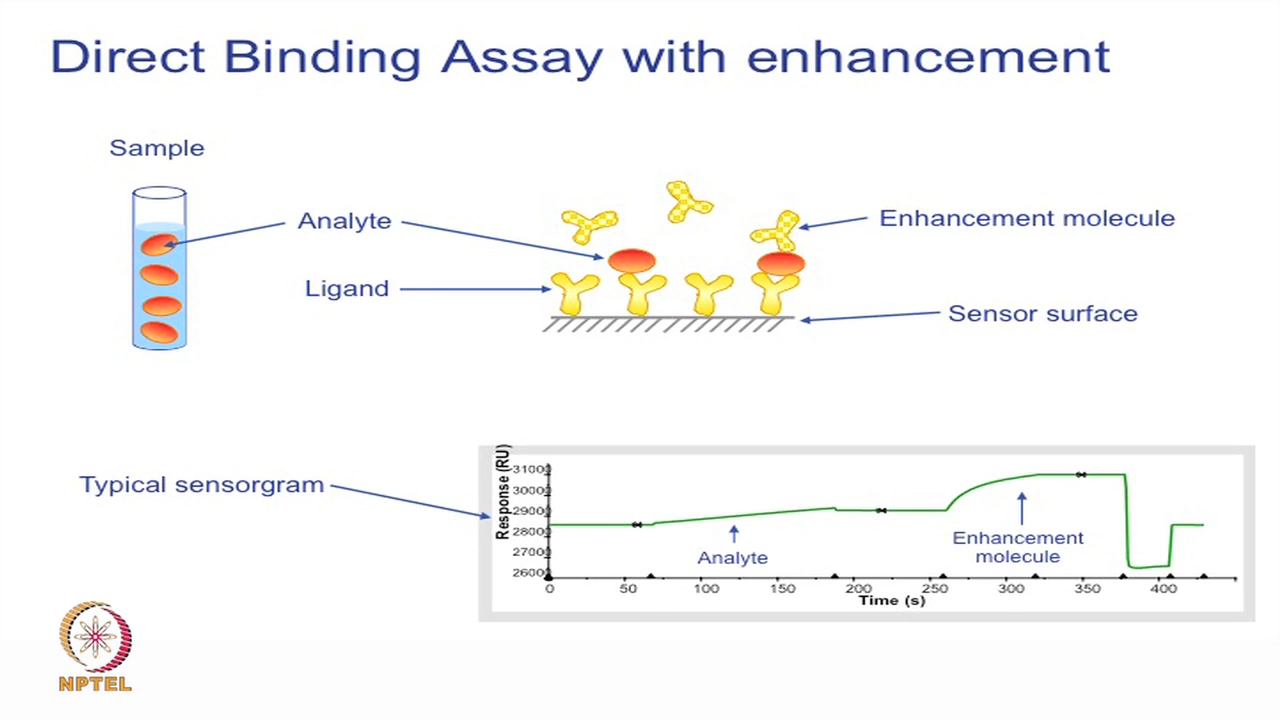 Direct Binding Assay with enhancement
Sample
Analyte
Enhancement molecule
Ligand
Sensor surface
Typical sensorgram
Response (RU)
31000
30000
29000
28000
27000
26000
Analyte
Enhancement
molecule
0 50 100 150 200 250 300 350 400
Time (s)
NPTEL